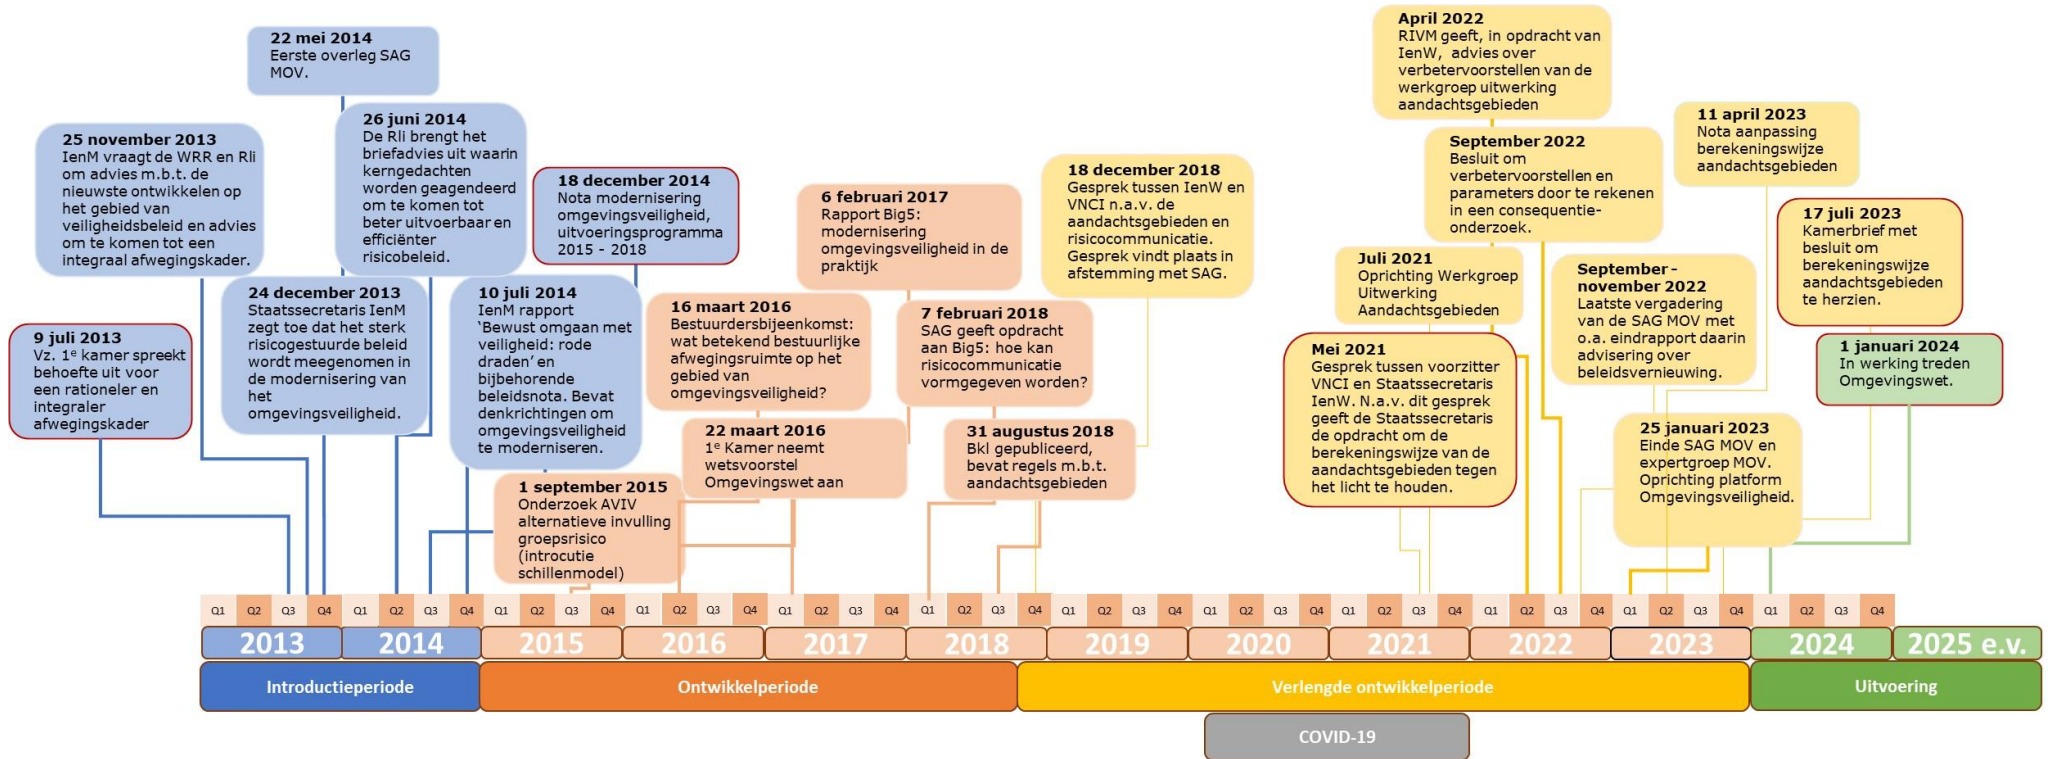 22 mei 2014
Eerste overleg SAG
MOV.
25 november 2013
IenM vraagt de WRR en Rli
om advies m.b.t. de
nieuwste ontwikkelen op
het gebied van
veiligheidsbeleid en advies
om te komen tot een
integraal afwegingskader.
26 juni 2014
De Rli brengt het
briefadvies uit waarin
kerngedachten
worden geagendeerd
om te komen tot
beter uitvoerbaar en
efficiënter
risicobeleid.
18 december 2014
Nota modernisering
omgevingsveiligheid,
uitvoeringsprogramma
2015 - 2018
9 juli 2013
Vz. 1e kamer spreekt
behoefte uit voor
een rationeler en
integraler
afwegingskader
24 december 2013
Staatssecretaris IenM
zegt toe dat het sterk
risicogestuurde beleid
wordt meegenomen in
de modernisering van
het
omgevingsveiligheid.
10 juli 2014
IenM rapport
‘Bewust omgaan met
veiligheid: rode
draden’ en
bijbehorende
beleidsnota. Bevat
denkrichtingen om
omgevingsveiligheid
te moderniseren.
1 september 2015
Onderzoek AVIV
alternatieve invulling
groepsrisico
(introcutie
schillenmodel)
16 maart 2016
Bestuurdersbijeenkomst:
wat betekend bestuurlijke
afwegingsruimte op het
gebied van
omgevingsveiligheid?
22 maart 2016
1e Kamer neemt
wetsvoorstel
Omgevingswet aan
6 februari 2017
Rapport Big5:
modernisering
omgevingsveiligheid in de
praktijk
7 februari 2018
SAG geeft opdracht
aan Big5: hoe kan
risicocommunicatie
vormgegeven worden?
31 augustus 2018
Bkl gepubliceerd,
bevat regels m.b.t.
aandachtsgebieden
18 december 2018
Gesprek tussen IenW en
VNCI n.a.v. de
aandachtsgebieden en
risicocommunicatie.
Gesprek vindt plaats in
afstemming met SAG.
April 2022
RIVM geeft, in opdracht van
IenW, advies over
verbetervoorstellen van de
werkgroep uitwerking
aandachtsgebieden
September 2022
Besluit om
verbetervoorstellen en
parameters door te rekenen
in een consequentie-
onderzoek.
Juli 2021
Oprichting Werkgroep
Uitwerking
Aandachtsgebieden
Mei 2021
Gesprek tussen voorzitter
VNCI en Staatssecretaris
IenW. N.a.v. dit gesprek
geeft de Staatssecretaris
de opdracht om de
berekeningswijze van de
aandachtsgebieden tegen
het licht te houden.
September -
november 2022
Laatste vergadering
van de SAG MOV met
o.a. eindrapport daarin
advisering over
beleidsvernieuwing.
11 april 2023
Nota aanpassing
berekeningswijze
aandachtsgebieden
17 juli 2023
Kamerbrief met
besluit om
berekeningswijze
aandachtsgebieden
te herzien.
1 januari 2024
In werking treden
Omgevingswet.
25 januari 2023
Einde SAG MOV en
expertgroep MOV.
Oprichting platform
Omgevingsveiligheid.
Q1 Q2 Q3 Q4 Q1 Q2 Q3 Q4 Q1 Q2 Q3 Q4 Q1 Q2 Q3 Q4 Q1 Q2 Q3 Q4 Q1 Q2 Q3 Q4 Q1 Q2 Q3 Q4 Q1 Q2 Q3 Q4 Q1 Q2 Q3 Q4 Q1 Q2 Q3 Q4 Q1 Q2 Q3 Q4 Q1 Q2 Q3 Q4
2013 2014 2015 2016 2017 2018 2019 2020 2021 2022 2023 2024 2025 e.v.
Introductieperiode Ontwikkelperiode Verlengde ontwikkelperiode Uitvoering
COVID-19